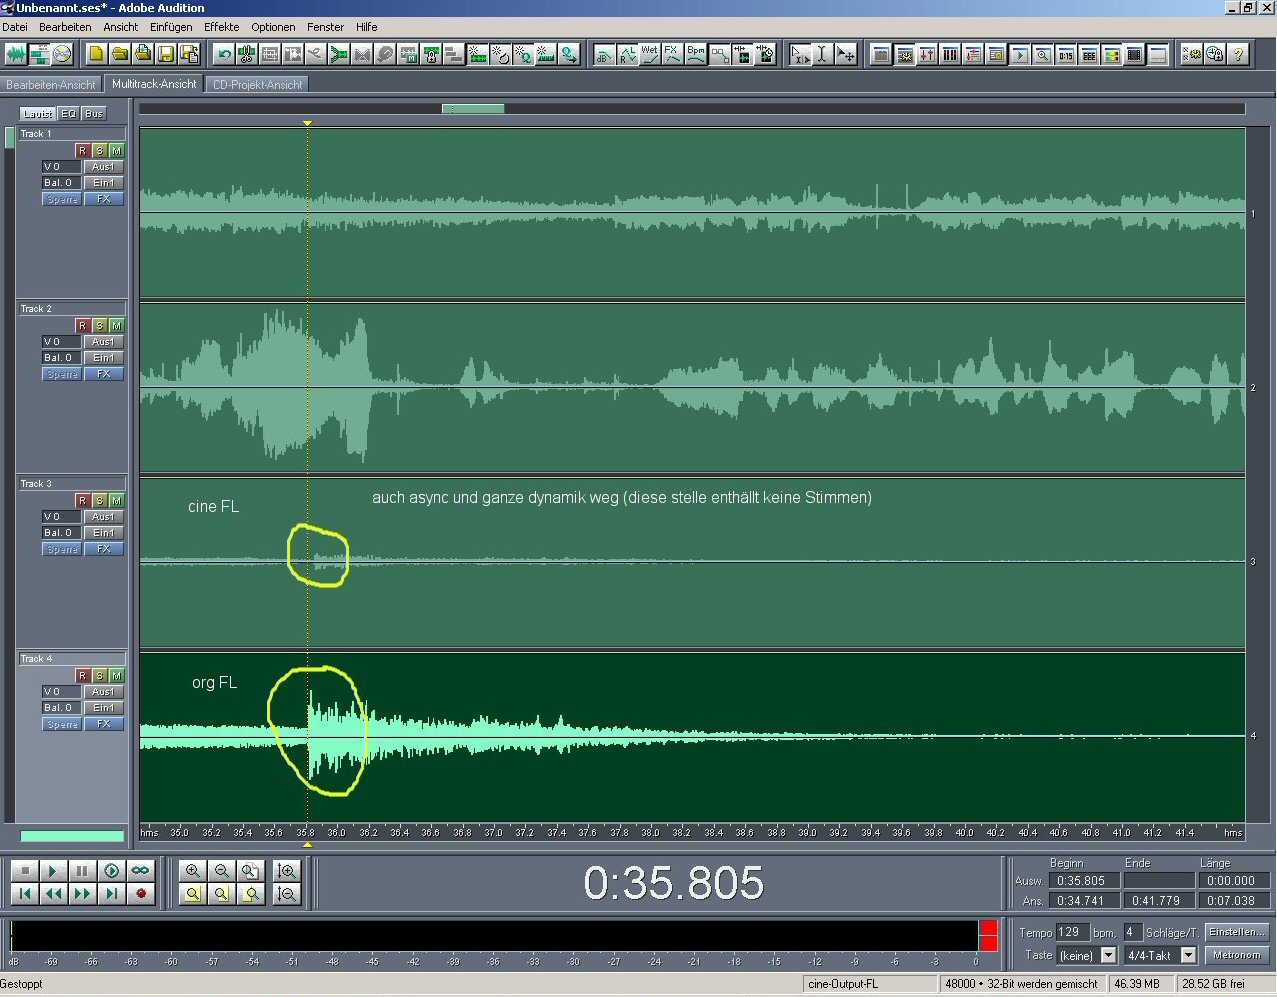 Unbenannt.ses* - Adobe Audition
Datei Bearbeiten Ansicht Einfügen Effekte Optionen Fenster Hilfe
Wet FX Bpm
dB R L 0:15
Bearbeiten-Ansicht Multitrack-Ansicht CD-Projekt-Ansicht
Lautst EQ Bus
Track 1
R S M
V 0 Aus1
Bal. 0 Ein1
Sperre FX
1
Track 2
R S M
V 0 Aus1
Bal. 0 Ein1
Sperre FX
2
Track 3
R S M
V 0 Aus1
Bal. 0 Ein1
Sperre FX
cine FL
auch async und ganze dynamik weg (diese stelle enthällt keine Stimmen)
3
Track 4
R S M
V 0 Aus1
Bal. 0 Ein1
Sperre FX
org FL
4
hms 35.0 35.2 35.4 35.6 35.8 36.0 36.2 36.4 36.6 36.8 37.0 37.2 37.4 37.6 37.8 38.0 38.2 38.4 38.6 38.8 39.0 39.2 39.4 39.6 39.8 40.0 40.2 40.4 40.6 40.8 41.0 41.2 41.4 hms
0:35.805
Beginn Ende Länge
Ausw. 0:35.805 0:00.000
Ans. 0:34.741 0:41.779 0:07.038
dB -69 -66 -63 -60 -57 -54 -51 -48 -45 -42 -39 -36 -33 -30 -27 -24 -21 -18 -15 -12 -9 -6 -3 0
Tempo 129 bpm, 4 Schläge/T. Einstellen...
Taste (keine) 4/4-Takt Metronom
Gestoppt
cine-Output-FL 48000 • 32-Bit werden gemischt 46.39 MB 28.52 GB frei